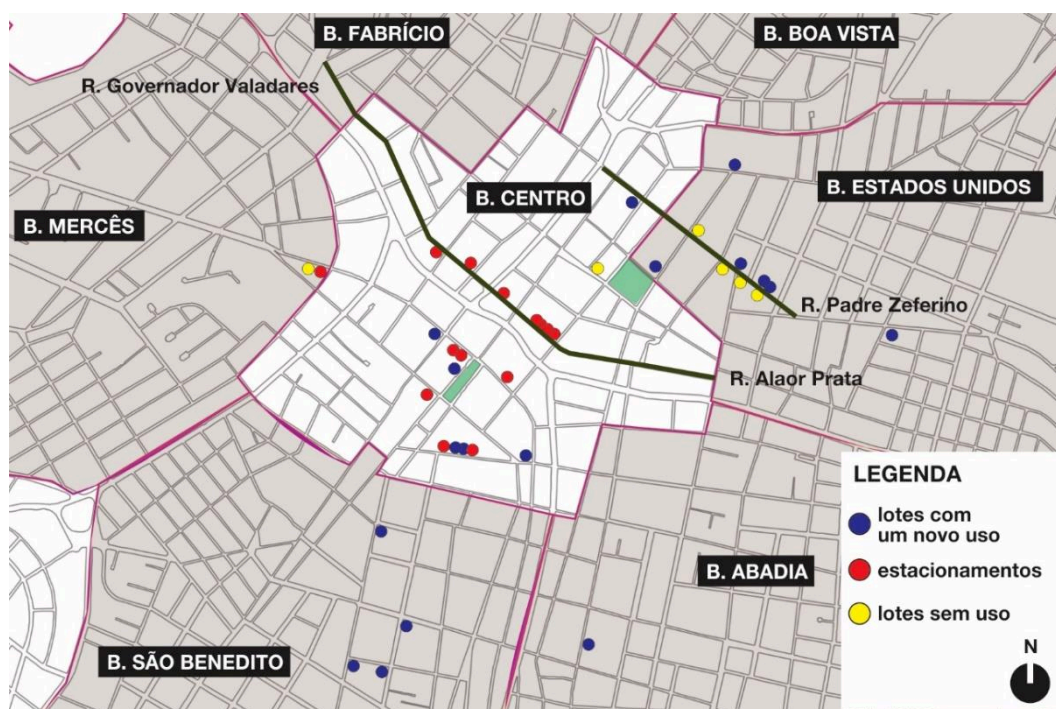 B. FABRÍCIO
B. BOA VISTA
R. Governador Valadares
B. CENTRO
B. ESTADOS UNIDOS
B. MERCÊS
R. Padre Zeferino
R. Alaor Prata
LEGENDA
lotes com
um novo uso
estacionamentos
lotes sem uso
B. ABADIA
B. SÃO BENEDITO
N